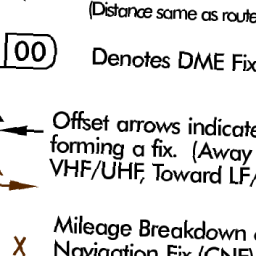 (Distance same as route
00
Denotes DME Fix
Offset arrows indicate
forming a fix. (Away
VHF/UHF, Toward LF/
X
Mileage Breakdown
Navigation Fix (CNF)